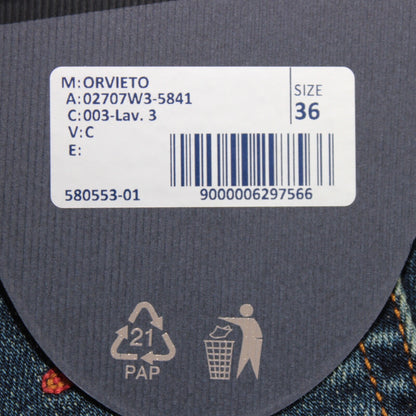 M: ORVIETO
A: 02707W3-5841
C: 003-Lav. 3
V: C
E:
SIZE
36
580553-01
9000006297566
21
PAP